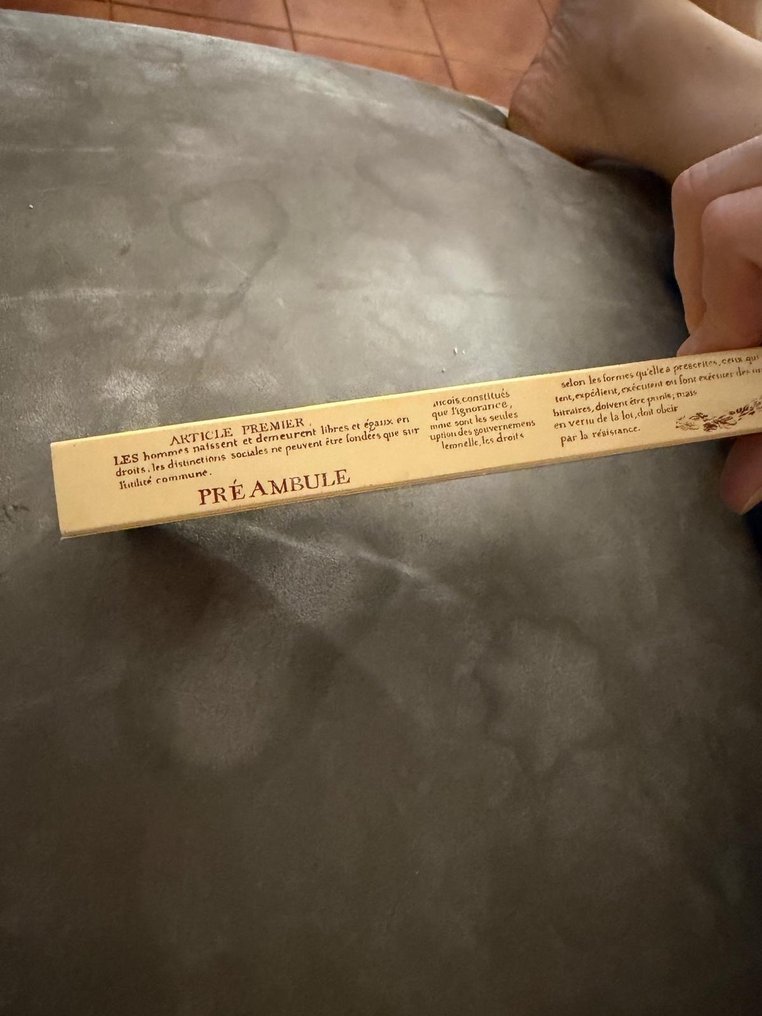 ARTICLE PREMIER.
LES hommes naissent et demeurent libres et égaux en
droits. les distinctions sociales ne peuvent être fondées que sur
l'utilité commune.
PRÉAMBULE
ncois, constitués
que l'ignorance,
mme sont les seules
uption des gouvernemens
lemnelle, les droits
selon les formes qu'elle a prescrites, ceux qui
tent, expédient, exécutent ou font exécuter des
bitraires, doivent être punis; mais
en vertu de la loi, doit obéir
par la résistance.